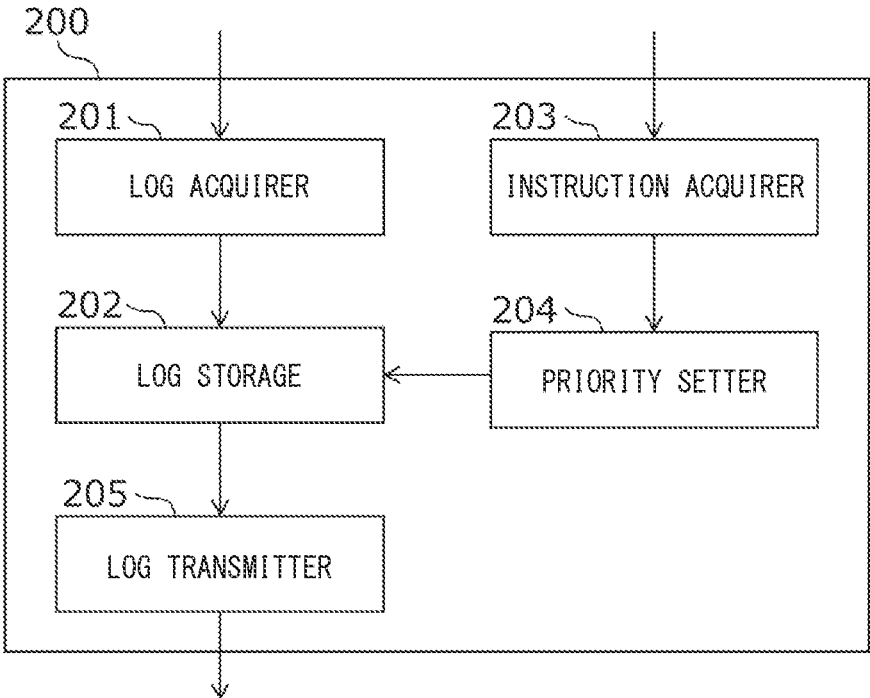 200
201
LOG ACQUIRER
203
INSTRUCTION ACQUIRER
202
LOG STORAGE
204
PRIORITY SETTER
205
LOG TRANSMITTER